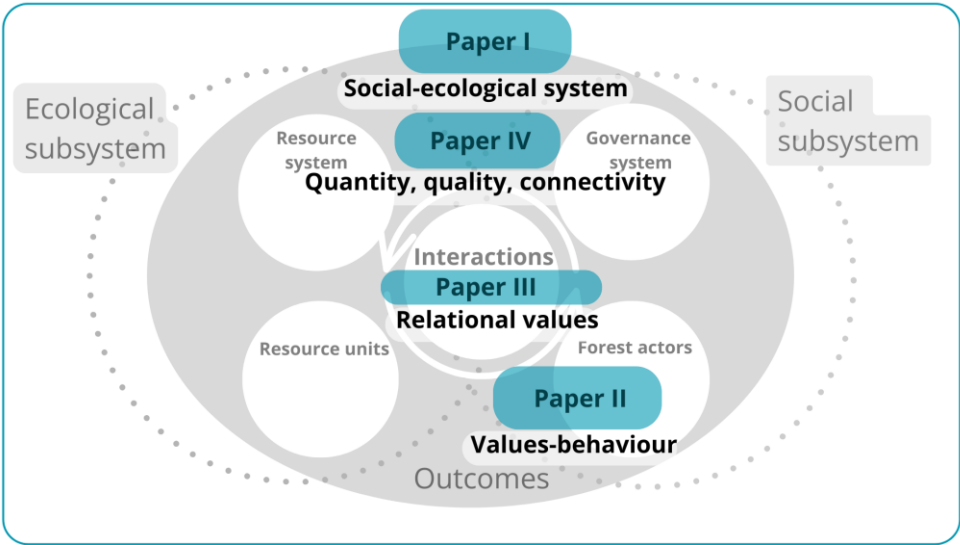 Paper I
Social-ecological system
Ecological
subsystem
Social
subsystem
Paper IV
Resource
system
Governance
system
Quantity, quality, connectivity
Interactions
Paper III
Relational values
Resource units
Forest actors
Paper II
Values-behaviour
Outcomes